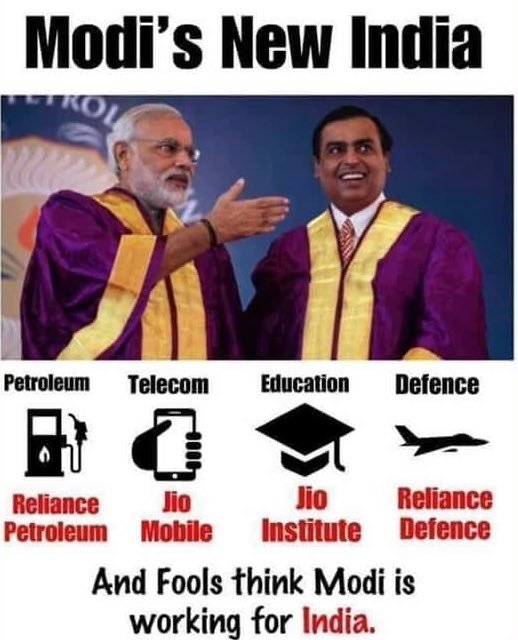 Modi's New India
PETROL
Petroleum Telecom Education Defence
Reliance Petroleum
Jio Mobile
Jio Institute
Reliance Defence
And Fools think Modi is
working for India.